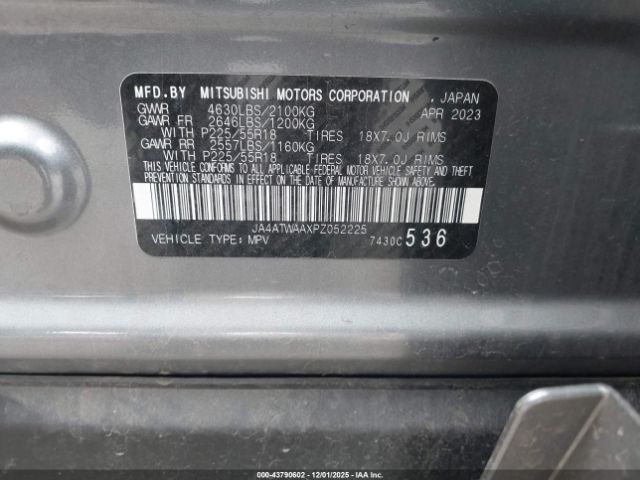 MFD.BY MITSUBISHI MOTORS CORPORATION . JAPAN
GVWR 4630LBS/2100KG APR 2023
GAWR FR 2646LBS/1200KG
WITH P225/55R18 TIRES 18X7.0J RIMS
GAWR RR 2557LBS/1160KG
WITH P225/55R18 TIRES 18X7.0J RIMS
THIS VEHICLE CONFORMS TO ALL APPLICABLE FEDERAL MOTOR VEHICLE SAFETY, BUMPER, AND THEFT
PREVENTION STANDARDS IN EFFECT ON THE DATE OF MANUFACTURE SHOWN ABOVE.
JA4ATWAAXPZ052225
VEHICLE TYPE: MPV 7430C 536
000-43790602 - 12/01/2025 - IAAI.COM